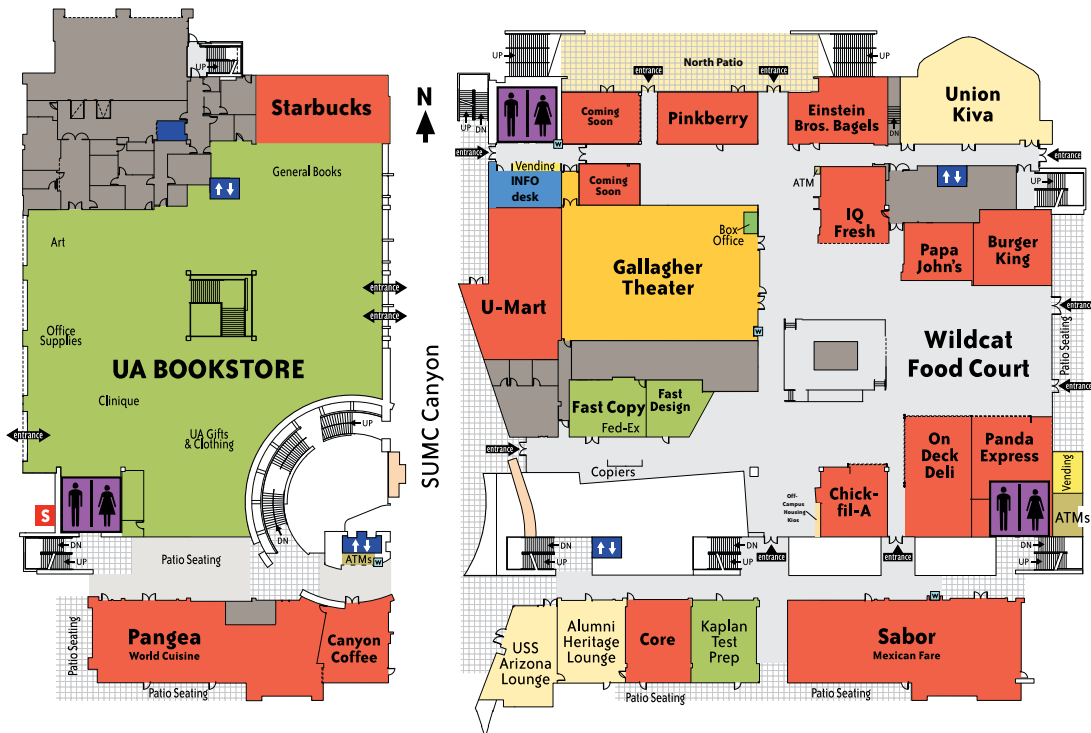 UP
Starbucks
General Books
Art
entrance
entrance
Office
Supplies
UA BOOKSTORE
Clinique
UA Gifts
& Clothing
UP
entrance
S
DN
DN
UP
Patio Seating
ATMs
W
Patio Seating
Pangea
World Cuisine
Canyon
Coffee
Patio Seating
N
SUMC Canyon
UP
North Patio
UP
entrance
entrance
UP
DN
Coming
Soon
Pinkberry
Einstein
Bros. Bagels
DN
Union
Kiva
W
entrance
entrance
Vending
INFO
desk
Coming
Soon
ATM
IQ
Fresh
UP
Box
Office
Papa
John's
Burger
King
Gallagher
Theater
U-Mart
entrance
W
Wildcat
Food Court
Patio Seating
entrance
Fast Copy
Fed-Ex
Fast
Design
entrance
Copiers
On
Deck
Deli
Panda
Express
Vending
Off-
Campus
Housing
Kios
Chick-
fil-A
ATMs
DN
UP
entrance
entrance
DN
UP
W
USS
Arizona
Lounge
Alumni
Heritage
Lounge
Core
Kaplan
Test
Prep
Sabor
Mexican Fare
Patio Seating
Patio Seating